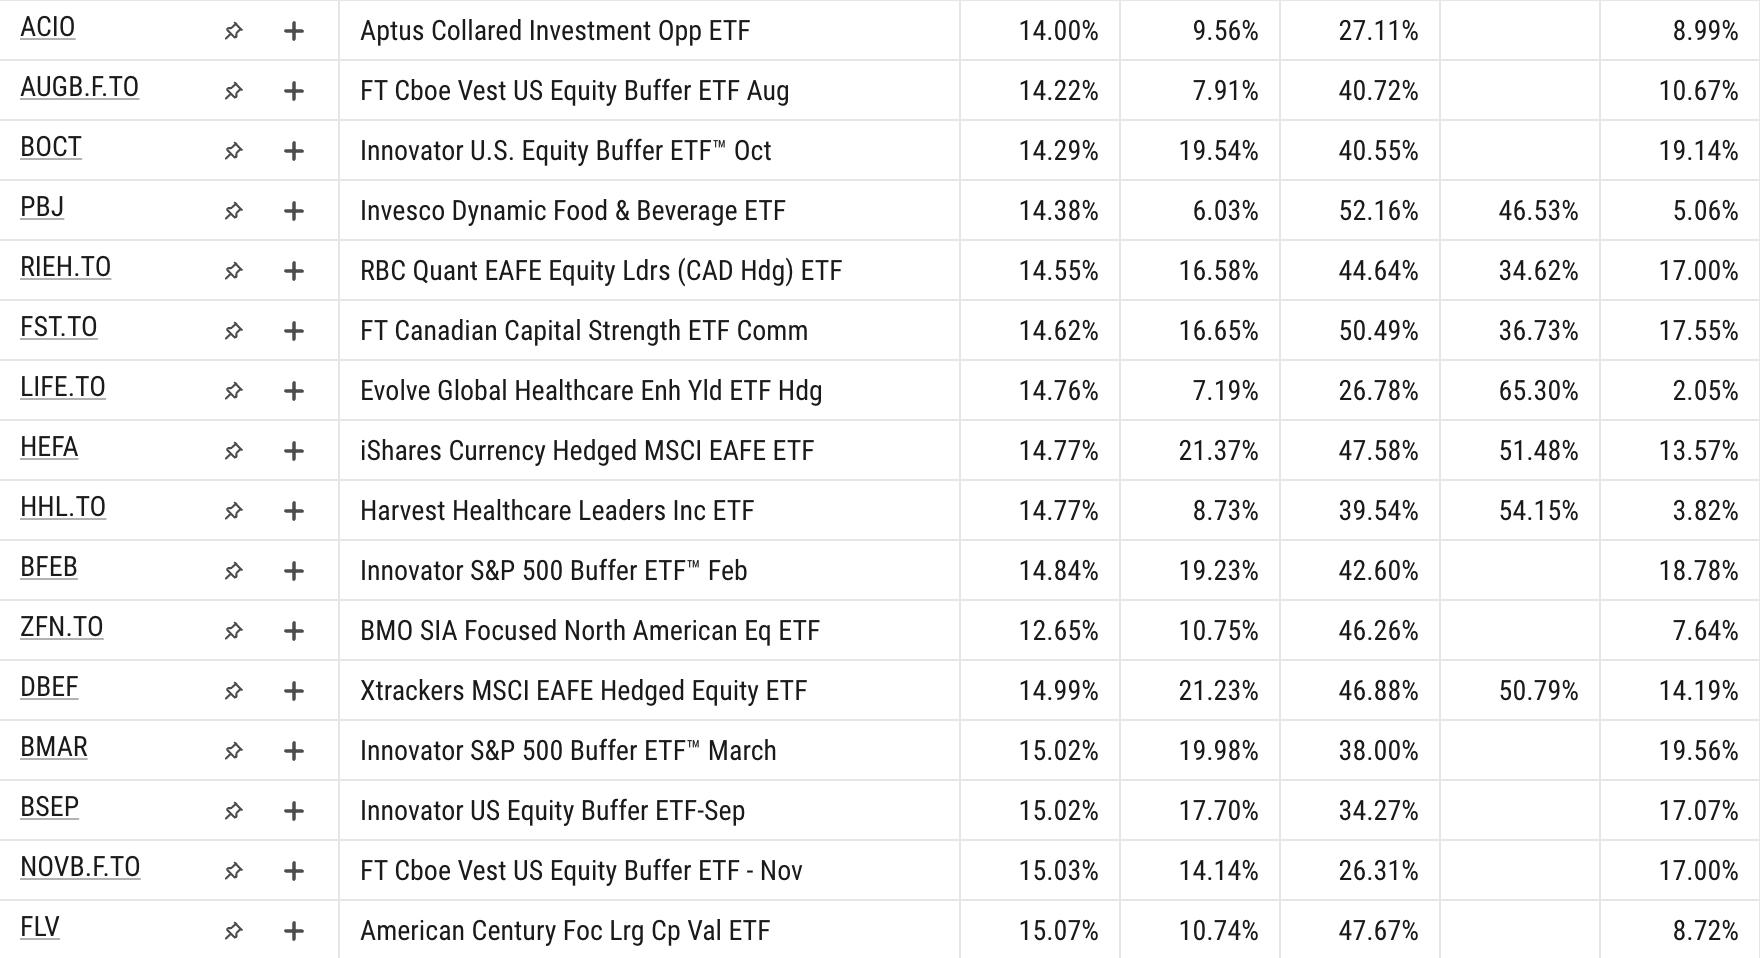 ACIO Aptus Collared Investment Opp ETF 14.00% 9.56% 27.11% 8.99%
AUGB.F.TO FT Cboe Vest US Equity Buffer ETF Aug 14.22% 7.91% 40.72% 10.67%
BOCT Innovator U.S. Equity Buffer ETF™ Oct 14.29% 19.54% 40.55% 19.14%
PBJ Invesco Dynamic Food & Beverage ETF 14.38% 6.03% 52.16% 46.53% 5.06%
RIEH.TO RBC Quant EAFE Equity Ldrs (CAD Hdg) ETF 14.55% 16.58% 44.64% 34.62% 17.00%
FST.TO FT Canadian Capital Strength ETF Comm 14.62% 16.65% 50.49% 36.73% 17.55%
LIFE.TO Evolve Global Healthcare Enh Yld ETF Hdg 14.76% 7.19% 26.78% 65.30% 2.05%
HEFA iShares Currency Hedged MSCI EAFE ETF 14.77% 21.37% 47.58% 51.48% 13.57%
HHL.TO Harvest Healthcare Leaders Inc ETF 14.77% 8.73% 39.54% 54.15% 3.82%
BFEB Innovator S&P 500 Buffer ETF™ Feb 14.84% 19.23% 42.60% 18.78%
ZFN.TO BMO SIA Focused North American Eq ETF 12.65% 10.75% 46.26% 7.64%
DBEF Xtrackers MSCI EAFE Hedged Equity ETF 14.99% 21.23% 46.88% 50.79% 14.19%
BMAR Innovator S&P 500 Buffer ETF™ March 15.02% 19.98% 38.00% 19.56%
BSEP Innovator US Equity Buffer ETF-Sep 15.02% 17.70% 34.27% 17.07%
NOVB.F.TO FT Cboe Vest US Equity Buffer ETF - Nov 15.03% 14.14% 26.31% 17.00%
FLV American Century Foc Lrg Cp Val ETF 15.07% 10.74% 47.67% 8.72%